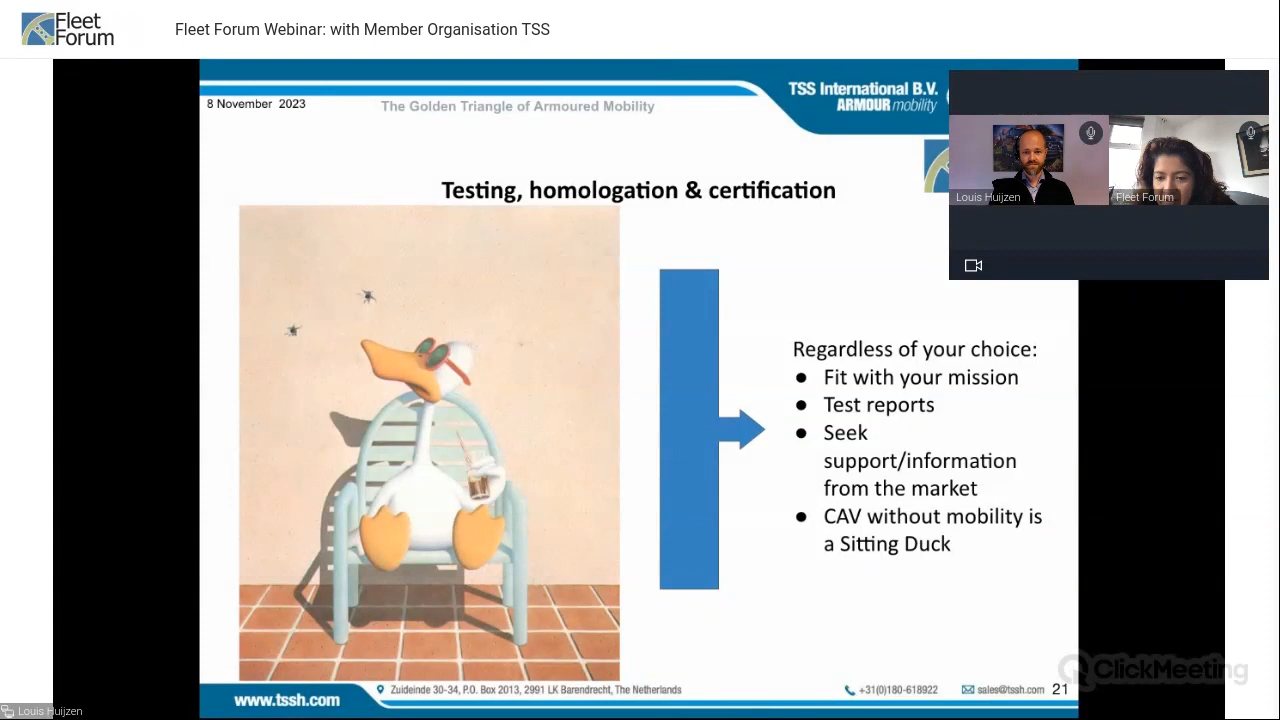 Fleet
Forum
Fleet Forum Webinar: with Member Organisation TSS
8 November 2023
The Golden Triangle of Armoured Mobility
TSS International B.V.
ARMOUR mobility
Louis Huijzen
Fleet Forum
Testing, homologation & certification
Regardless of your choice:
● Fit with your mission
● Test reports
● Seek
support/information
from the market
● CAV without mobility is
a Sitting Duck
ClickMeeting
www.tssh.com
Zuideinde 30-34, P.O. Box 2013, 2991 LK Barendrecht, The Netherlands
+31(0)180-618922
sales@tssh.com
21
Louis Huijzen